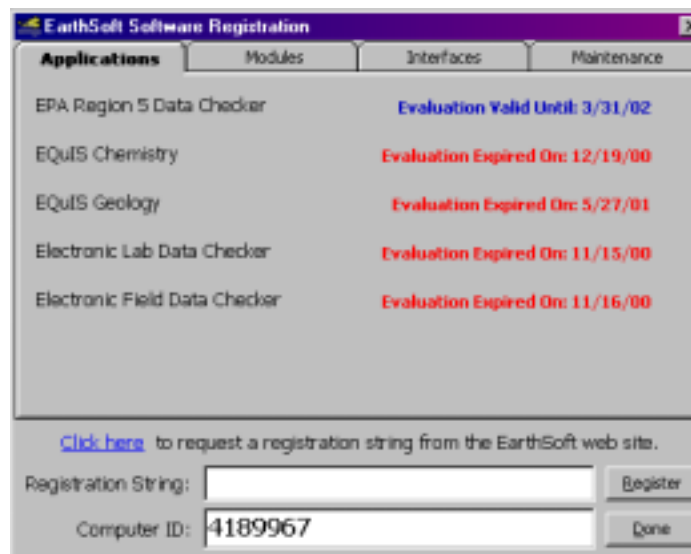 EarthSoft Software Registration
Applications Modules Interfaces Maintenance
EPA Region 5 Data Checker Evaluation Valid Until: 3/31/02
EQuIS Chemistry Evaluation Expired On: 12/19/00
EQuIS Geology Evaluation Expired On: 5/27/01
Electronic Lab Data Checker Evaluation Expired On: 11/15/00
Electronic Field Data Checker Evaluation Expired On: 11/16/00
Click here to request a registration string from the EarthSoft web site.
Registration String: Register
Computer ID: 4189967 Done